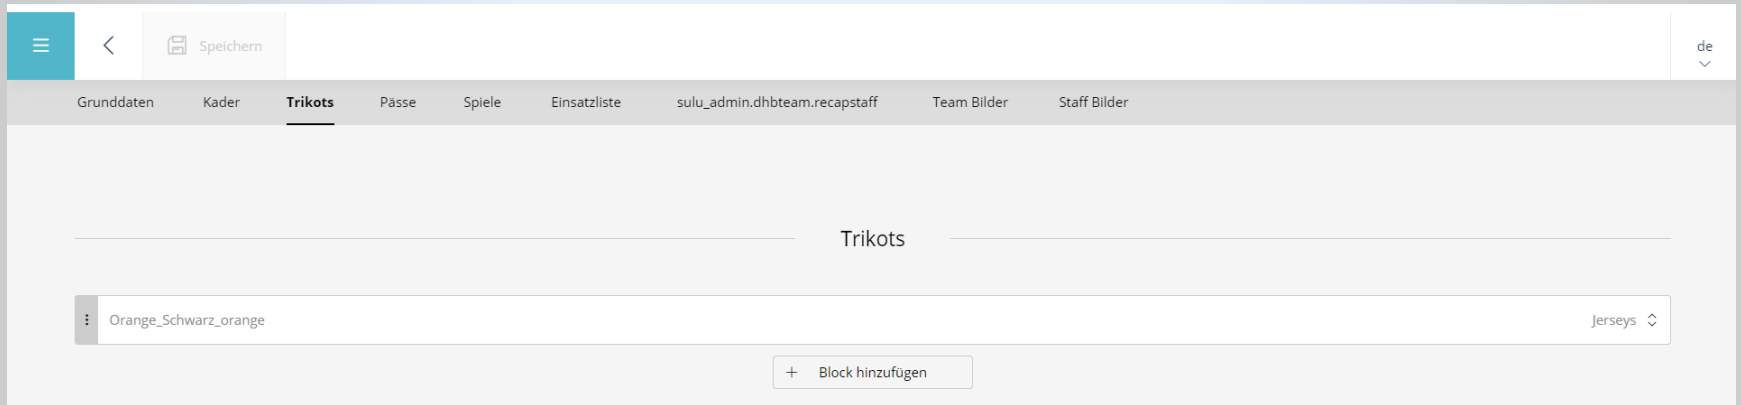 Speichern
de
Grunddaten Kader Trikots Pässe Spiele Einsatzliste sulu_admin.dhbteam.recapstaff Team Bilder Staff Bilder
Trikots
Orange_Schwarz_orange Jerseys
+ Block hinzufügen